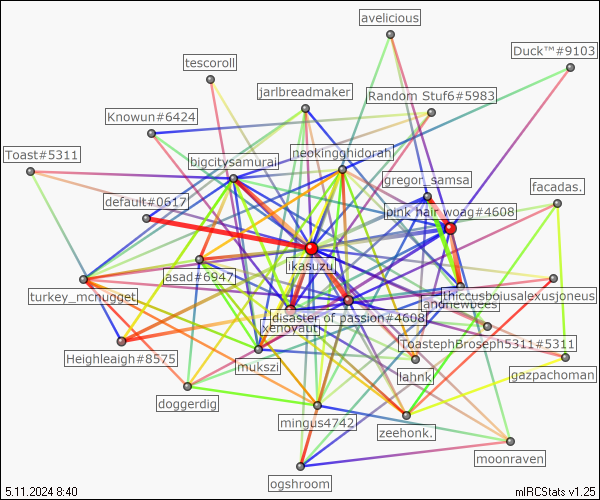 avelicious
Duck™#9103
tescoroll
jarlbreadmaker
Random Stuf6#5983
Knowun#6424
Toast#5311
bigcitysamurai
neokingghidorah
gregor_samsa
facadas.
default#0617
pink hair woag#4608
ikasuzu
asad#6947
turkey_mcnugget
thiccusboiusalexusjoneus
andnewbees
disaster of passion#4608
xenoyaut
ToastephBroseph5311#5311
Heighleaigh#8575
mukszi
lahnk
gazpachoman
doggerdig
mingus4742
zeehonk.
moonraven
ogshroom
5.11.2024 8:40
mIRCStats v1.25